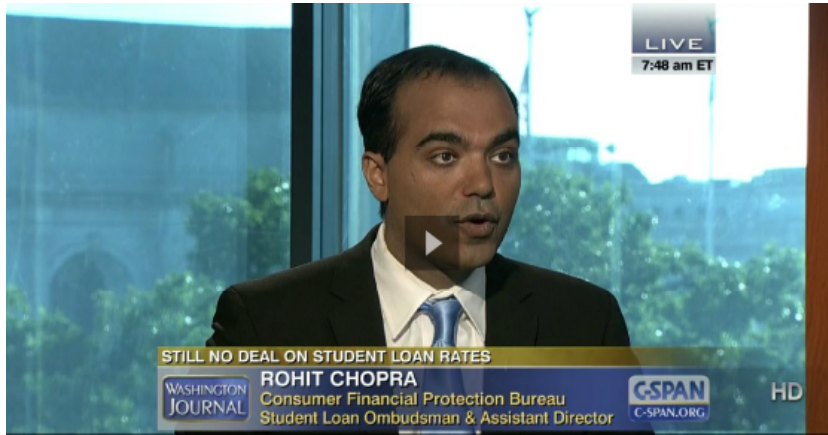 LIVE
7:48 am ET
STILL NO DEAL ON STUDENT LOAN RATES
WASHINGTON
JOURNAL
ROHIT CHOPRA
Consumer Financial Protection Bureau
Student Loan Ombudsman & Assistant Director
C-SPAN
C-SPAN.ORG
HD